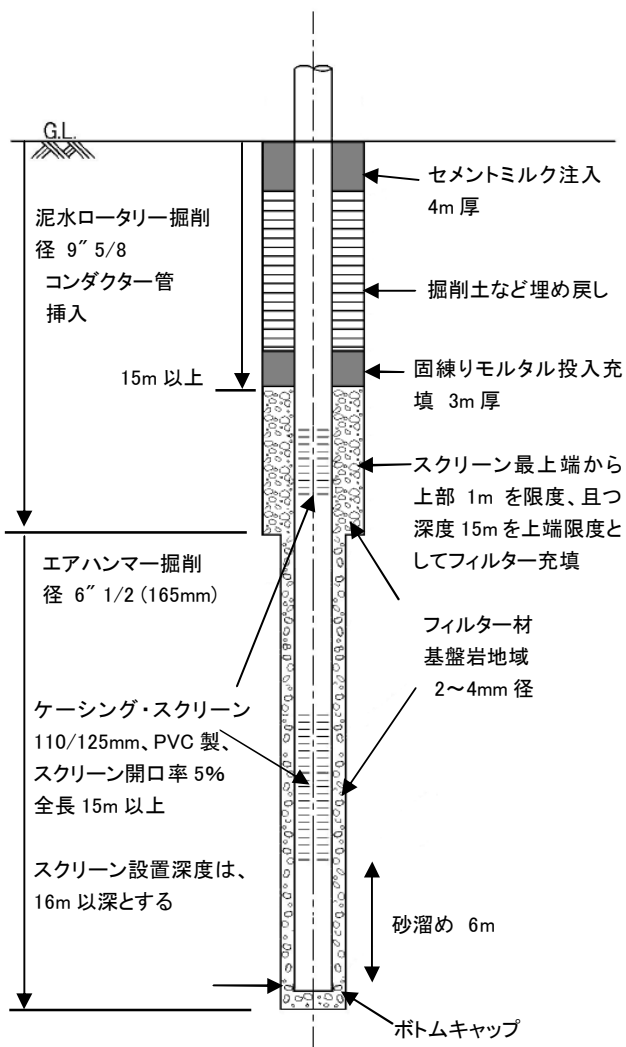 G.L.
セメントミルク注入
4m 厚
泥水ロータリー掘削
径 9″ 5/8
コンダクター管
挿入
掘削土など埋め戻し
15m 以上
固練りモルタル投入充
填 3m 厚
スクリーン最上端から
上部 1m を限度、且つ
深度 15m を上端限度と
してフィルター充填
エアハンマー掘削
径 6″ 1/2 (165mm)
フィルター材
基盤岩地域
2～4mm 径
ケーシング・スクリーン
110/125mm、PVC 製、
スクリーン開口率 5%
全長 15m 以上
スクリーン設置深度は、
16m 以深とする
砂溜め 6m
ボトムキャップ